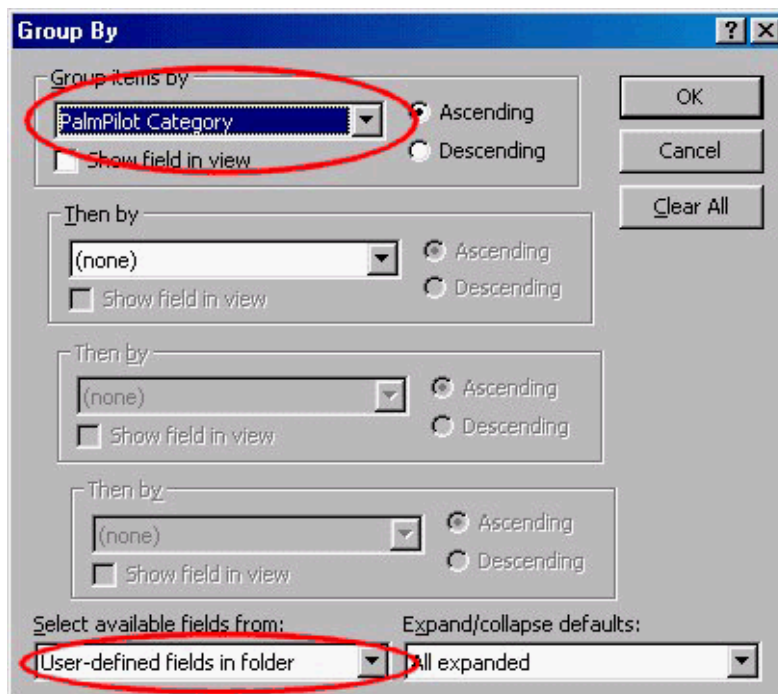 Group By
Group items by
PalmPilot Category
Show field in view
Ascending
Descending
OK
Cancel
Clear All
Then by
(none)
Show field in view
Ascending
Descending
Then by
(none)
Show field in view
Ascending
Descending
Then by
(none)
Show field in view
Ascending
Descending
Select available fields from:
User-defined fields in folder
Expand/collapse defaults:
All expanded